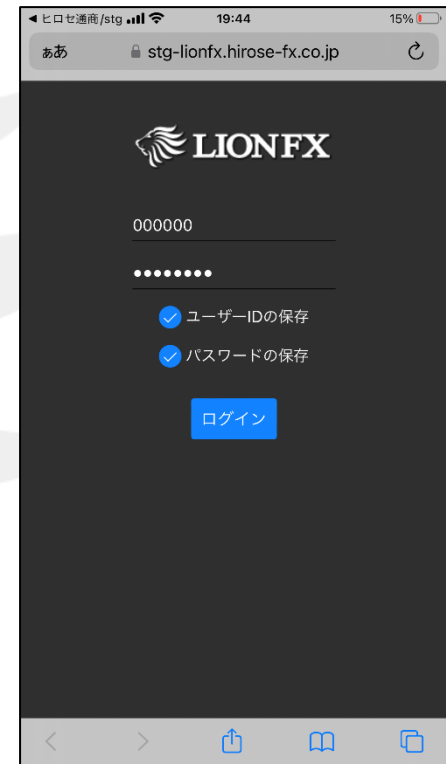 ◀ ヒロセ通商/stg 19:44 15%
ぁあ stg-lionfx.hirose-fx.co.jp
LION FX
000000
••••••••
ユーザーIDの保存
パスワードの保存
ログイン